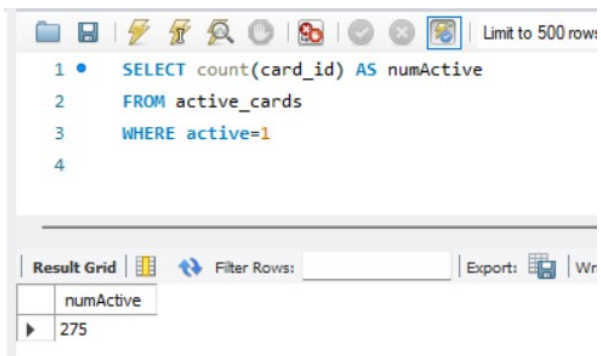 Limit to 500 rows
1 SELECT count(card_id) AS numActive
2 FROM active_cards
3 WHERE active=1
4
Result Grid Filter Rows: Export: Wr
numActive
275